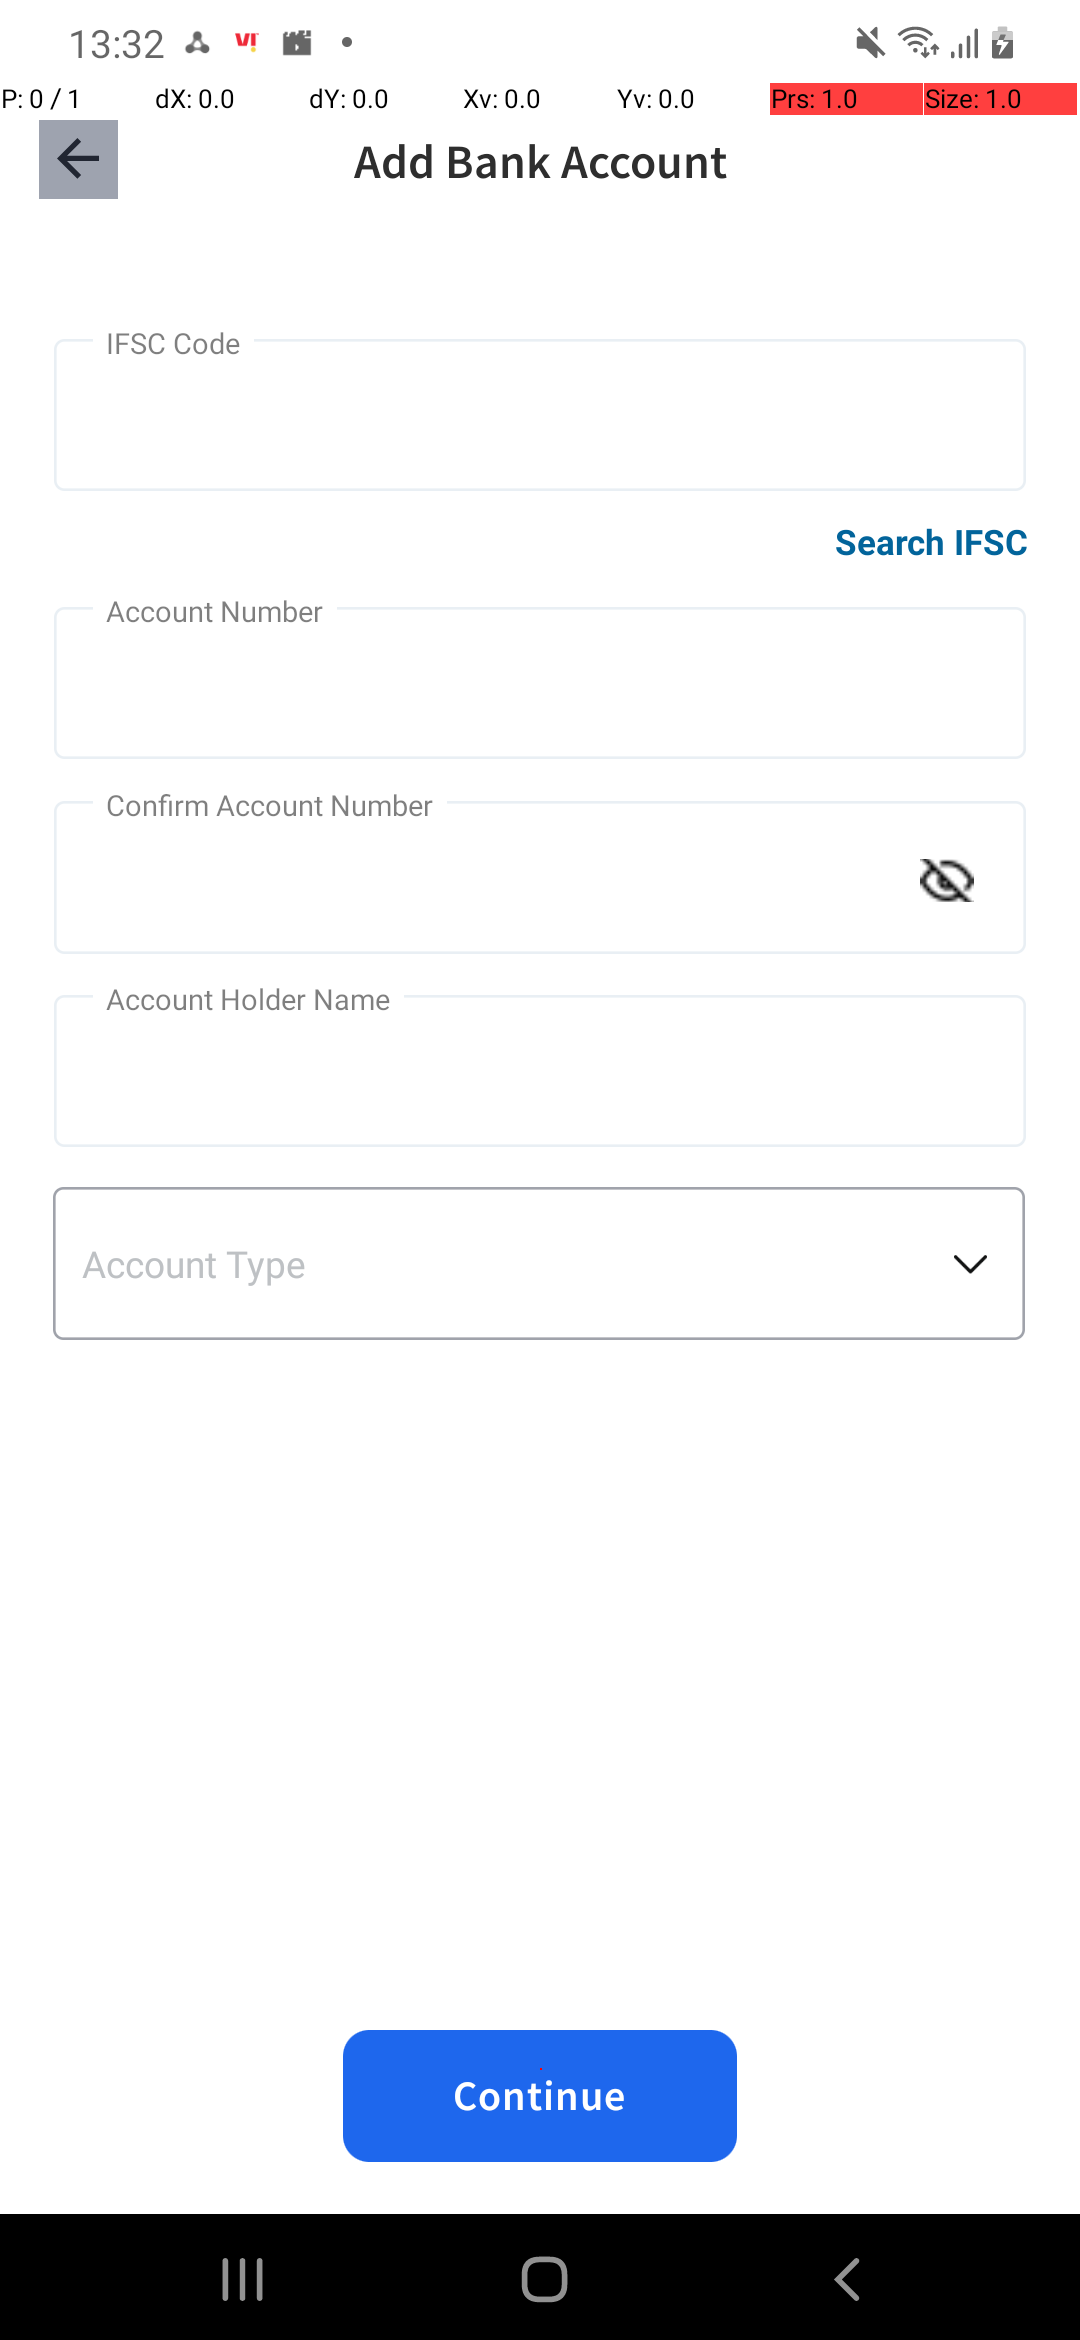 13:32
P: 0 / 1 dX: 0.0 dY: 0.0 Xv: 0.0 Yv: 0.0 Prs: 1.0 Size: 1.0
Add Bank Account
IFSC Code
Search IFSC
Account Number
Confirm Account Number
Account Holder Name
Account Type
Continue